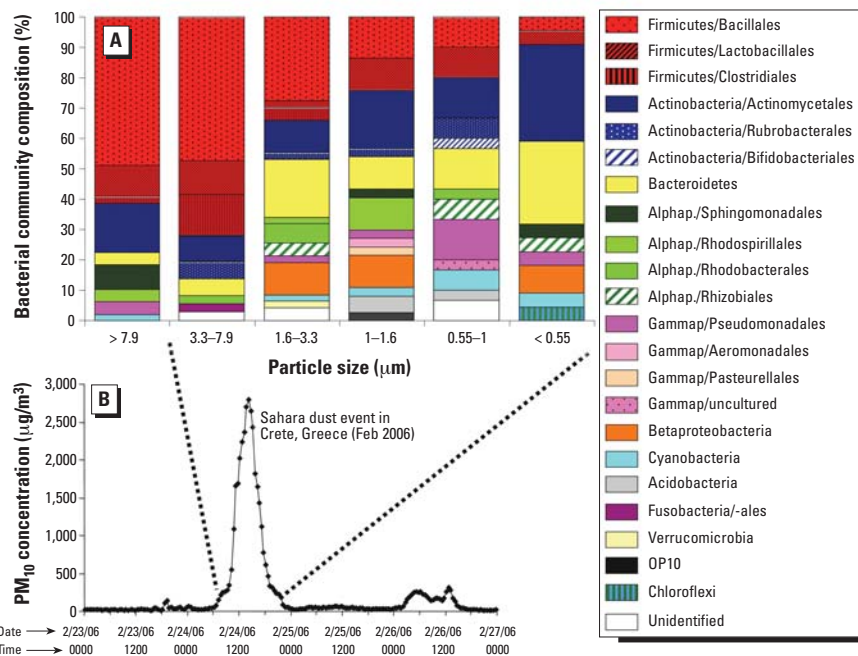 A
Bacterial community composition (%)
100
90
80
70
60
50
40
30
20
10
0
> 7.9
3.3–7.9
1.6–3.3
1–1.6
0.55–1
< 0.55
Particle size (μm)
B
PM10 concentration (μg/m³)
3,000
2,500
2,000
1,500
1,000
500
0
Sahara dust event in
Crete, Greece (Feb 2006)
Date 2/23/06 2/23/06 2/24/06 2/24/06 2/25/06 2/25/06 2/26/06 2/26/06 2/27/06
Time 0000 1200 0000 1200 0000 1200 0000 1200 0000
Firmicutes/Bacillales
Firmicutes/Lactobacillales
Firmicutes/Clostridiales
Actinobacteria/Actinomycetales
Actinobacteria/Rubrobacterales
Actinobacteria/Bifidobacteriales
Bacteroidetes
Alphap./Sphingomonadales
Alphap./Rhodospirillales
Alphap./Rhodobacterales
Alphap./Rhizobiales
Gammap/Pseudomonadales
Gammap/Aeromonadales
Gammap/Pasteurellales
Gammap/uncultured
Betaproteobacteria
Cyanobacteria
Acidobacteria
Fusobacteria/-ales
Verrucomicrobia
OP10
Chloroflexi
Unidentified